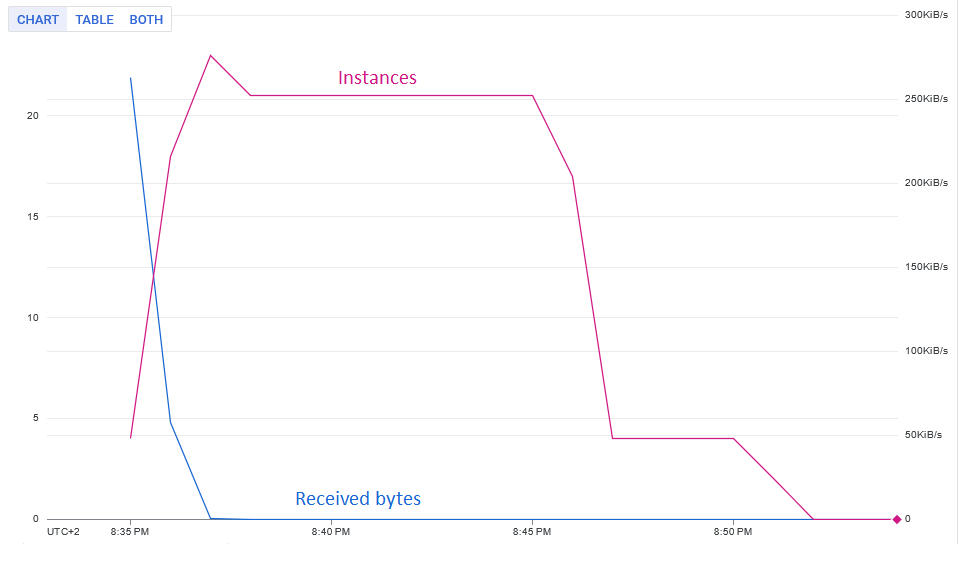 CHART TABLE BOTH
300KiB/s
Instances
250KiB/s
20
200KiB/s
15
150KiB/s
10
100KiB/s
5
50KiB/s
Received bytes
0
0
UTC+2 8:35 PM 8:40 PM 8:45 PM 8:50 PM